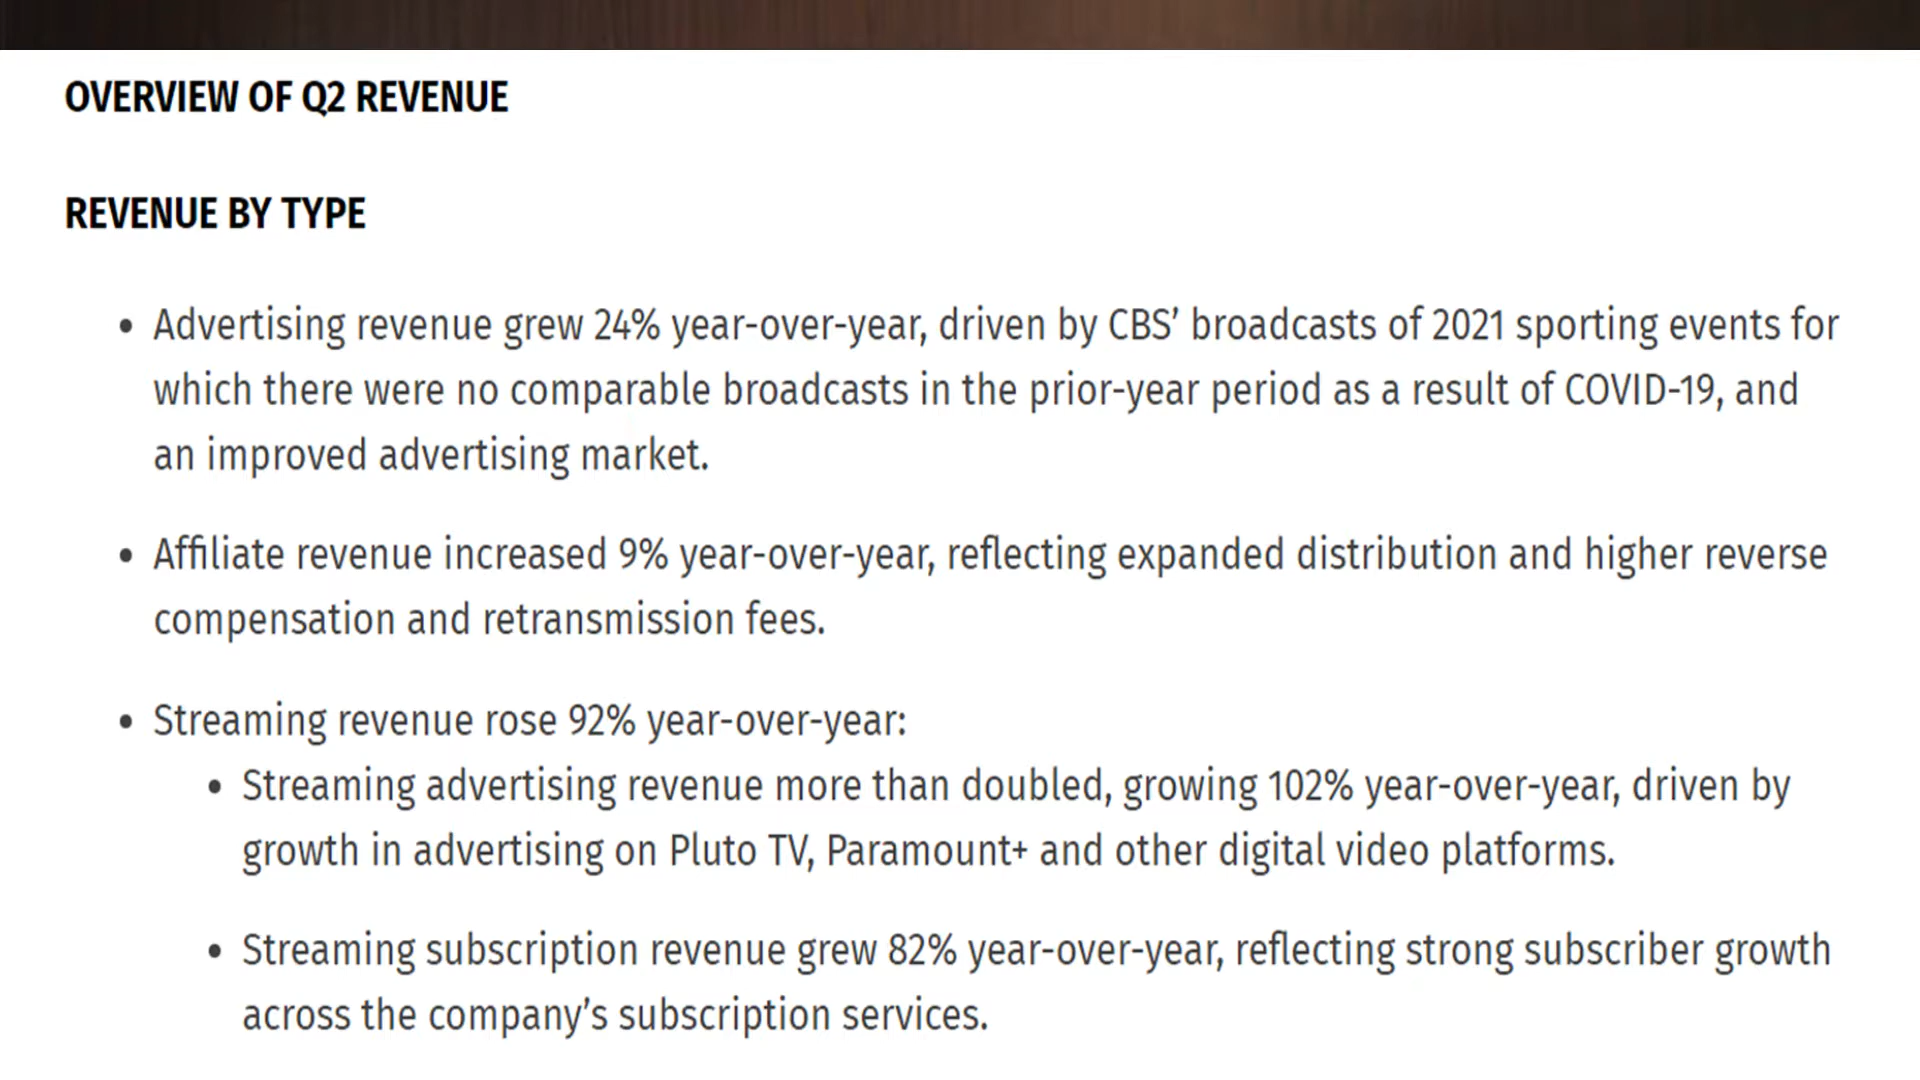 OVERVIEW OF Q2 REVENUE
REVENUE BY TYPE
• Advertising revenue grew 24% year-over-year, driven by CBS’ broadcasts of 2021 sporting events for
which there were no comparable broadcasts in the prior-year period as a result of COVID-19, and
an improved advertising market.
• Affiliate revenue increased 9% year-over-year, reflecting expanded distribution and higher reverse
compensation and retransmission fees.
• Streaming revenue rose 92% year-over-year:
• Streaming advertising revenue more than doubled, growing 102% year-over-year, driven by
growth in advertising on Pluto TV, Paramount+ and other digital video platforms.
• Streaming subscription revenue grew 82% year-over-year, reflecting strong subscriber growth
across the company’s subscription services.